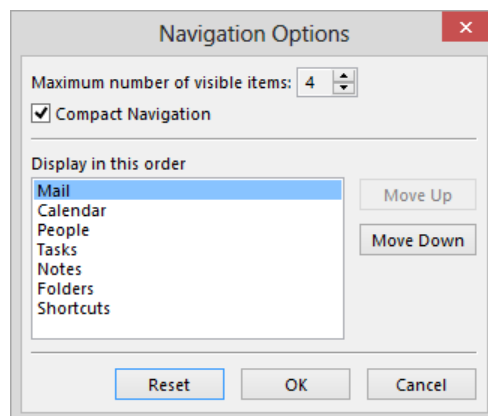 Navigation Options
Maximum number of visible items: 4
Compact Navigation
Display in this order
Mail
Calendar
People
Tasks
Notes
Folders
Shortcuts
Move Up
Move Down
Reset OK Cancel